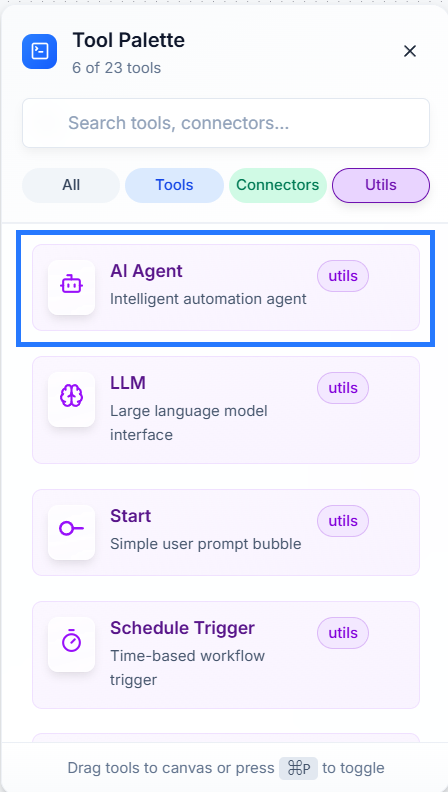 Tool Palette
6 of 23 tools
Search tools, connectors...
All
Tools
Connectors
Utils
AI Agent
utils
Intelligent automation agent
LLM
utils
Large language model
interface
Start
utils
Simple user prompt bubble
Schedule Trigger
utils
Time-based workflow
trigger
Drag tools to canvas or press ⌘P to toggle